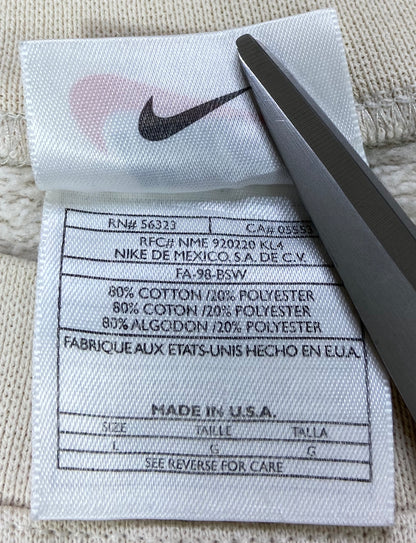 RN# 56323 CA# 05553
RFC# NME 920220 KL4
NIKE DE MEXICO, S.A. DE C.V.
FA-98-BSW
80% COTTON /20% POLYESTER
80% COTON /20% POLYESTER
80% ALGODON /20% POLYESTER
FABRIQUE AUX ETATS-UNIS HECHO EN E.U.A.
MADE IN U.S.A.
SIZE TAILLE TALLA
L G G
SEE REVERSE FOR CARE